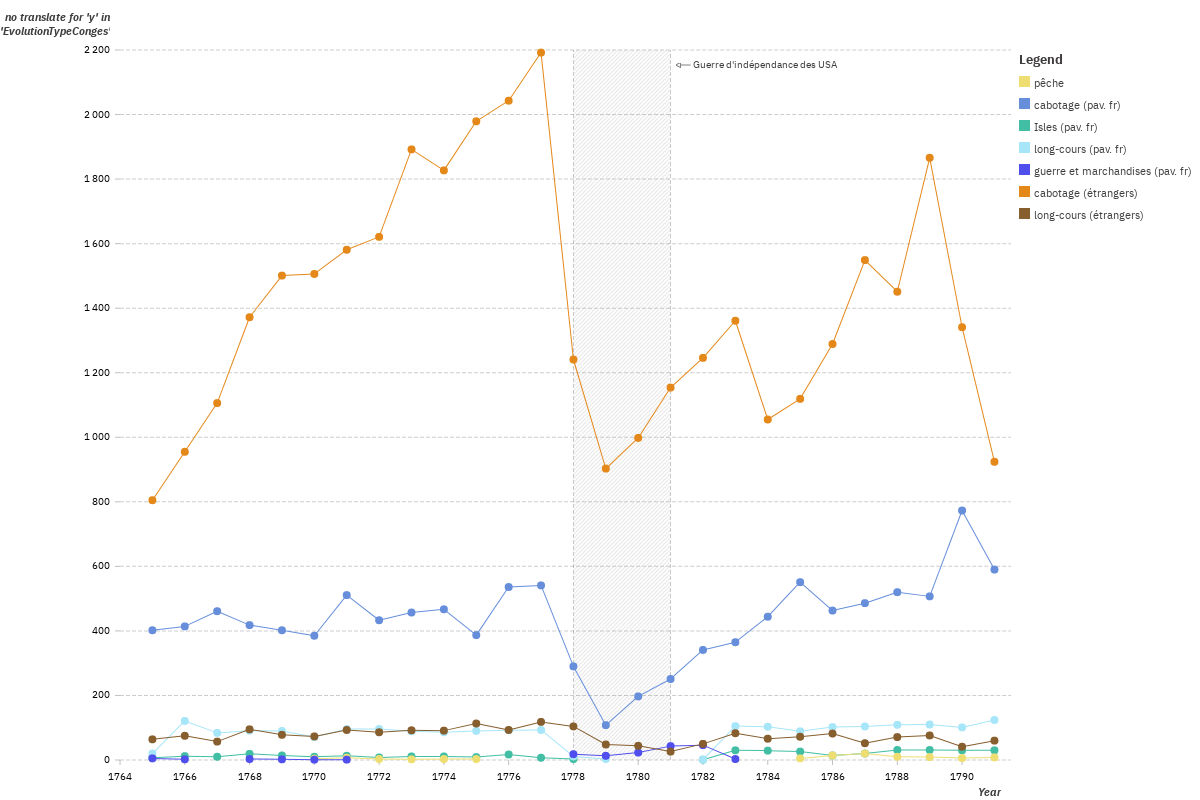 no translate for 'y' in
'EvolutionTypeConges'
2 200
2 000
1 800
1 600
1 400
1 200
1 000
800
600
400
200
0
1764 1766 1768 1770 1772 1774 1776 1778 1780 1782 1784 1786 1788 1790
Year
Guerre d'indépendance des USA
Legend
pêche
cabotage (pav. fr)
Isles (pav. fr)
long-cours (pav. fr)
guerre et marchandises (pav. fr)
cabotage (étrangers)
long-cours (étrangers)